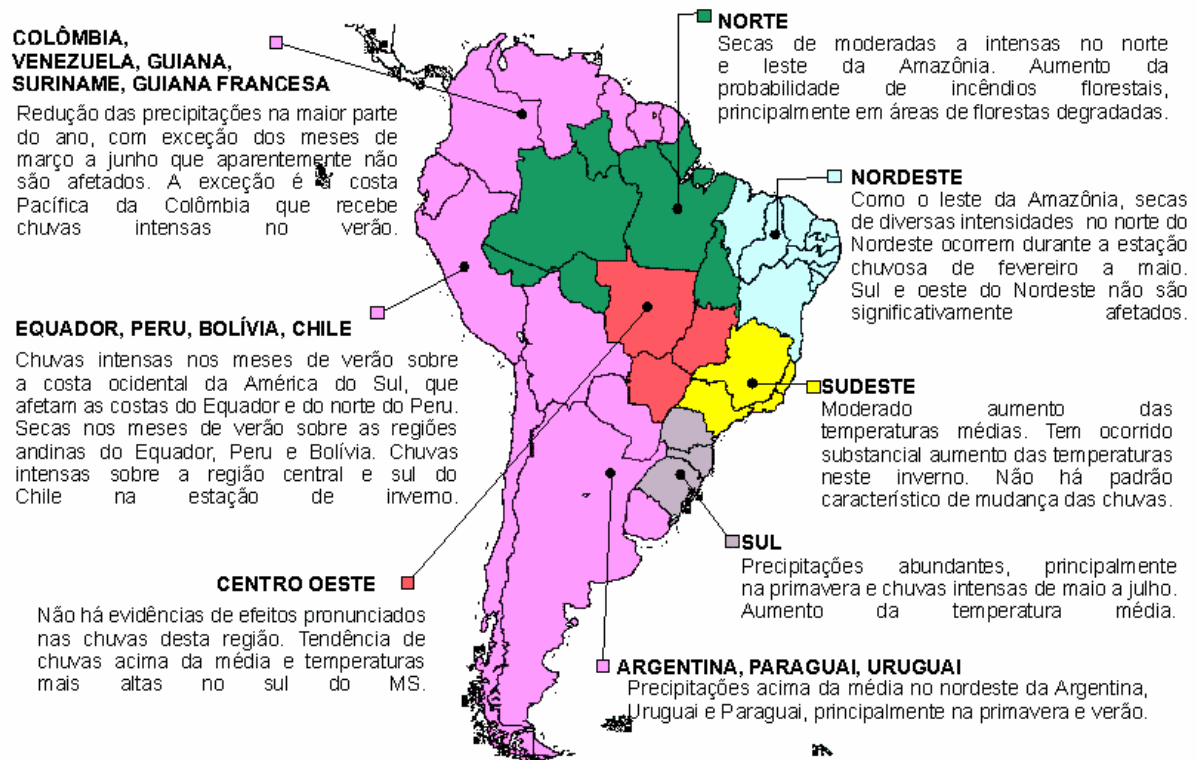 COLÔMBIA,
VENEZUELA, GUIANA,
SURINAME, GUIANA FRANCESA
Redução das precipitações na maior parte
do ano, com exceção dos meses de
março a junho que aparentemente não
são afetados. A exceção é a costa
Pacífica da Colômbia que recebe
chuvas intensas no verão.
NORTE
Secas de moderadas a intensas no norte
e leste da Amazônia. Aumento da
probabilidade de incêndios florestais,
principalmente em áreas de florestas degradadas.
NORDESTE
Como o leste da Amazônia, secas
de diversas intensidades no norte do
Nordeste ocorrem durante a estação
chuvosa de fevereiro a maio.
Sul e oeste do Nordeste não são
significativamente afetados.
EQUADOR, PERU, BOLÍVIA, CHILE
Chuvas intensas nos meses de verão sobre
a costa ocidental da América do Sul, que
afetam as costas do Equador e do norte do Peru.
Secas nos meses de verão sobre as regiões
andinas do Equador, Peru e Bolívia. Chuvas
intensas sobre a região central e sul do
Chile na estação de inverno.
SUDESTE
Moderado aumento das
temperaturas médias. Tem ocorrido
substancial aumento das temperaturas
neste inverno. Não há padrão
característico de mudança das chuvas.
SUL
Precipitações abundantes, principalmente
na primavera e chuvas intensas de maio a julho.
Aumento da temperatura média.
CENTRO OESTE
Não há evidências de efeitos pronunciados
nas chuvas desta região. Tendência de
chuvas acima da média e temperaturas
mais altas no sul do MS.
ARGENTINA, PARAGUAI, URUGUAI
Precipitações acima da média no nordeste da Argentina,
Uruguai e Paraguai, principalmente na primavera e verão.